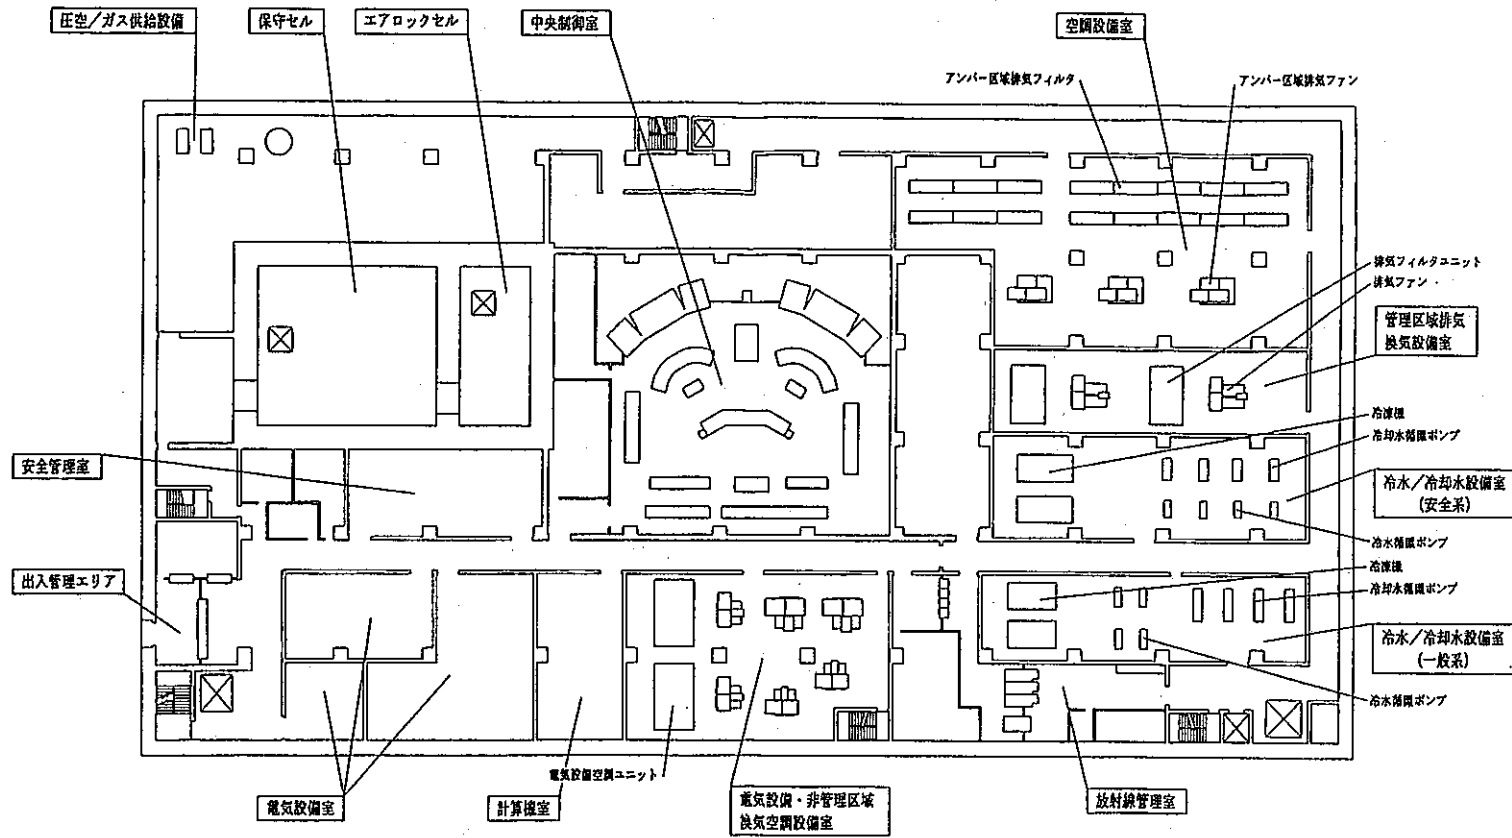 圧空／ガス供給設備
保守セル
エアロックセル
中央制御室
空調設備室
アンバー区域排気フィルタ
アンバー区域排気ファン
排気フィルタユニット
排気ファン
管理区域排気
換気設備室
冷凍機
冷却水循環ポンプ
安全管理室
冷水／冷却水設備室
(安全系)
冷水循環ポンプ
冷凍機
出入管理エリア
冷却水循環ポンプ
冷水／冷却水設備室
(一般系)
冷水循環ポンプ
電気設備空調ユニット
電気設備室
計算機室
電気設備・非管理区域
換気空調設備室
放射線管理室